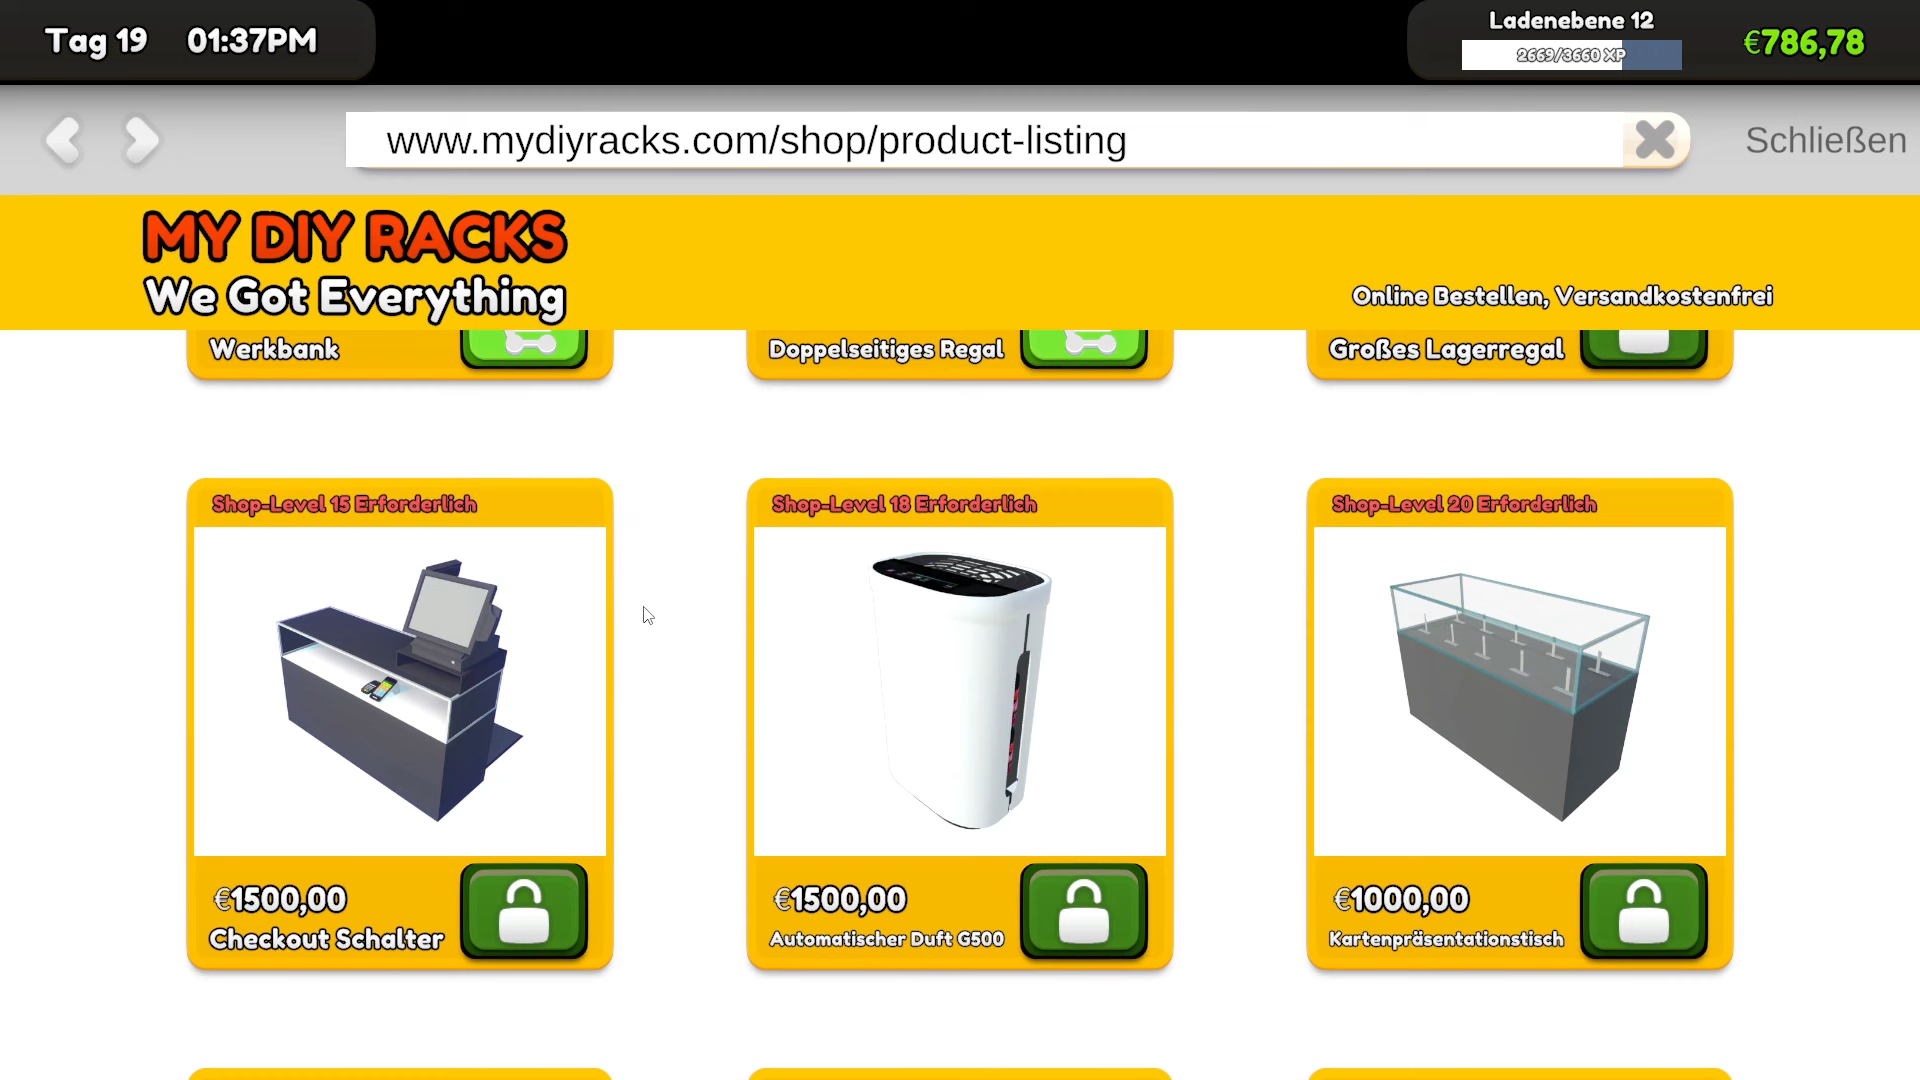 Tag 19 01:37PM
Ladenebene 12
2669/3660 XP
€786,78
www.mydiyracks.com/shop/product-listing
Schließen
MY DIY RACKS
We Got Everything
Online Bestellen, Versandkostenfrei
Werkbank
Doppelseitiges Regal
Großes Lagerregal
Shop-Level 15 Erforderlich
€1500,00
Checkout Schalter
Shop-Level 18 Erforderlich
€1500,00
Automatischer Duft G500
Shop-Level 20 Erforderlich
€1000,00
Kartenpräsentationstisch